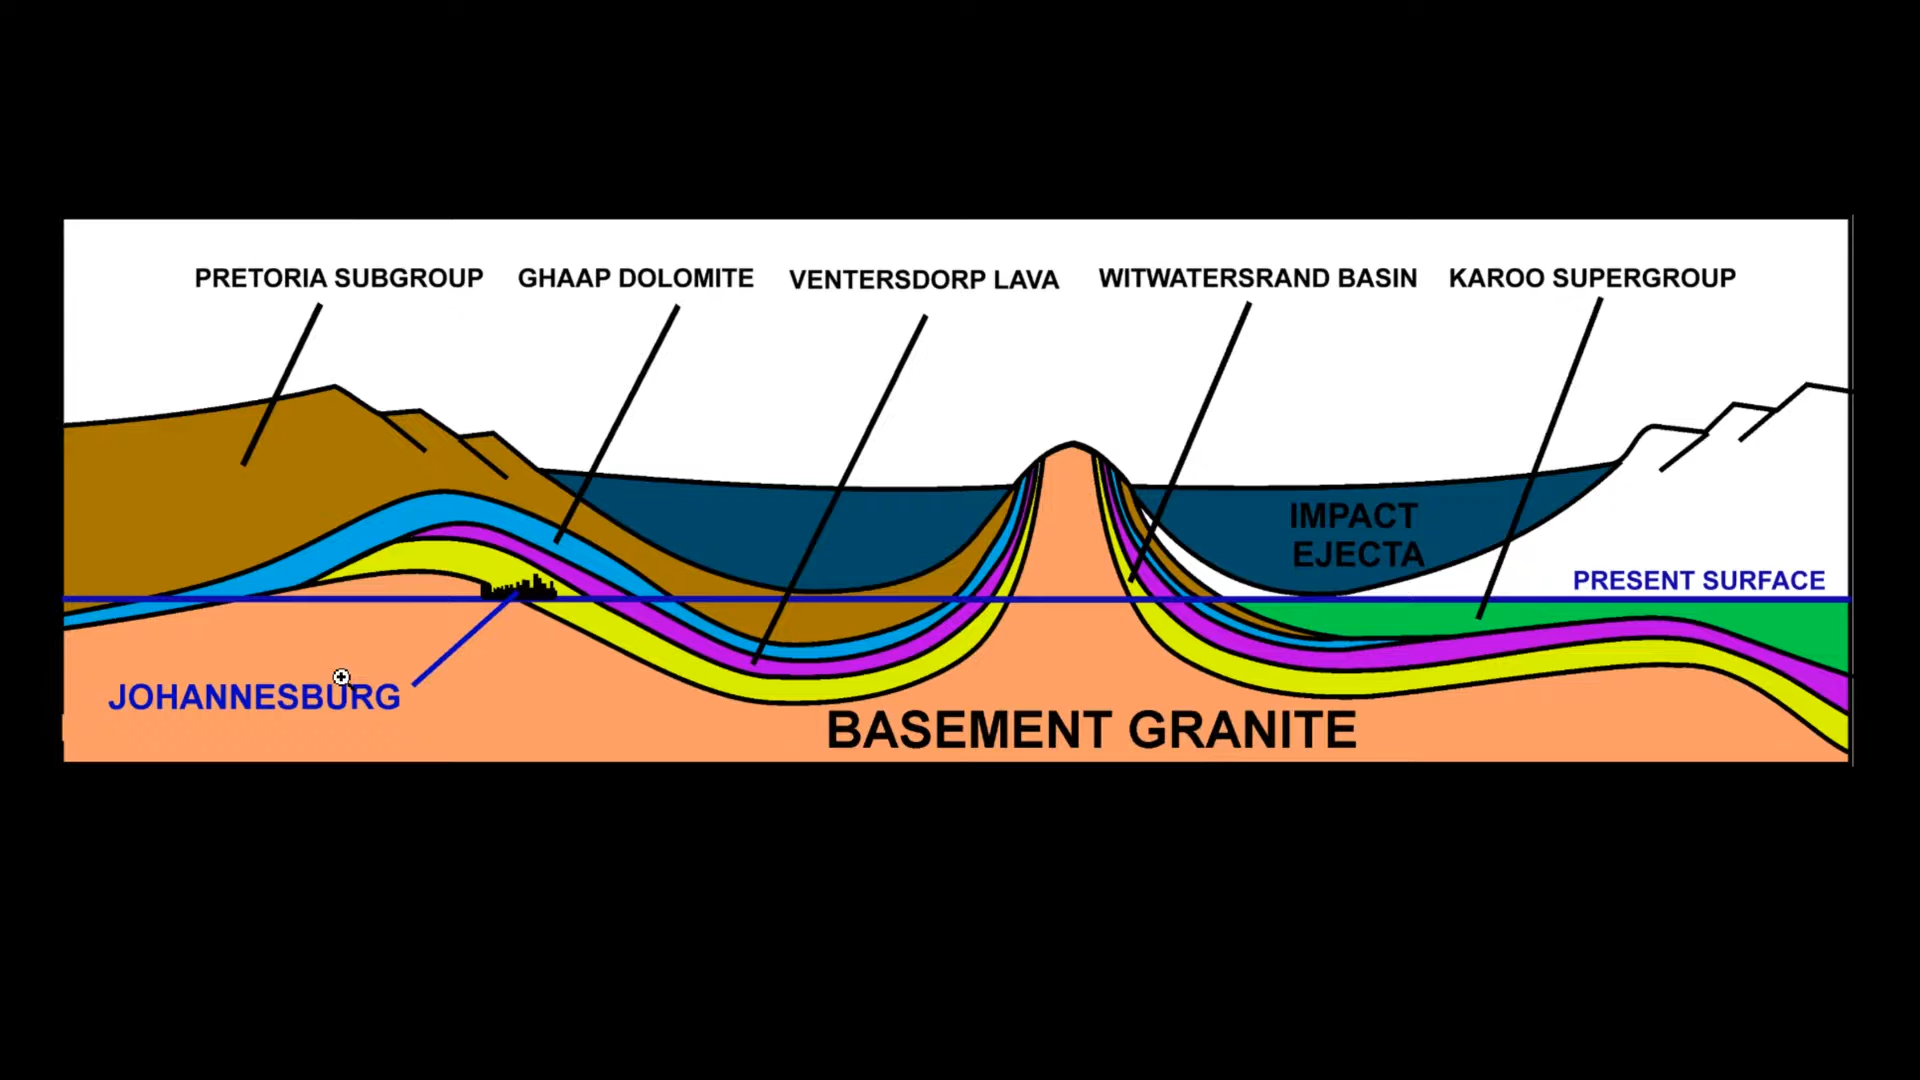 PRETORIA SUBGROUP
GHAAP DOLOMITE
VENTERSDORP LAVA
WITWATERSRAND BASIN
KAROO SUPERGROUP
IMPACT
EJECTA
PRESENT SURFACE
JOHANNESBURG
BASEMENT GRANITE